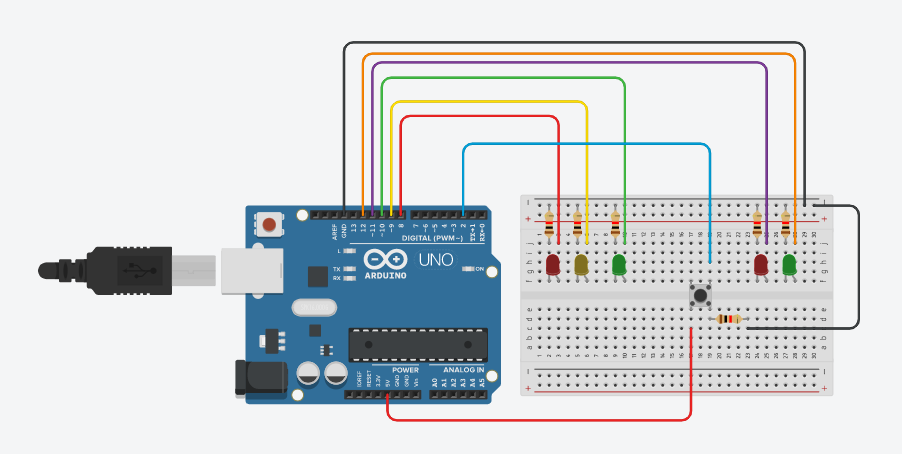 AREF
GND
13
12
~11
~10
~9
8
7
~6
~5
4
~3
2
TX→1
RX←0
DIGITAL (PWM~)
L
TX
RX
UNO
ARDUINO
ON
POWER
ANALOG IN
IOREF
RESET
3.3V
5V
GND
GND
Vin
A0
A1
A2
A3
A4
A5